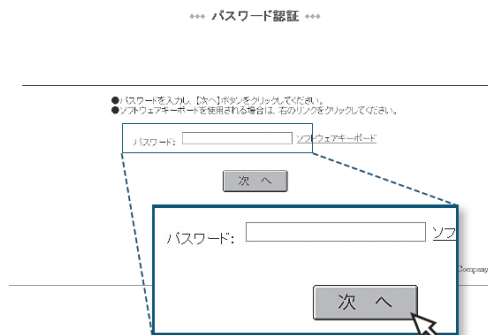 *** パスワード認証 ***
●パスワードを入力し、【次へ】ボタンをクリックしてください。
●ソフトウェアキーボードを使用される場合は、右のリンクをクリックしてください。
パスワード: ソフトウェアキーボード
次 へ
パスワード: ソフ
Company
次 へ